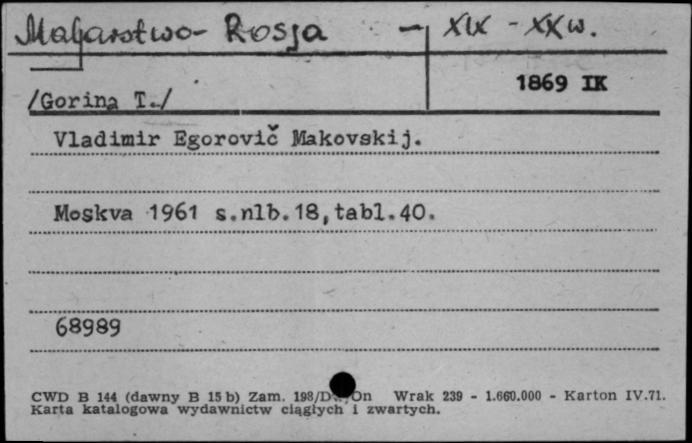 Malarstwo - Rosja - XIX - XX w.
1869 IK
/Gorina T./
Vladimir Egorovič Makovskij.
Moskva 1961 s.nlb.18,tabl.40.
68989
CWD B 144 (dawny B 15 b) Zam. 198/D On Wrak 239 - 1.660.000 - Karton IV.71.
Karta katalogowa wydawnictw ciągłych i zwartych.